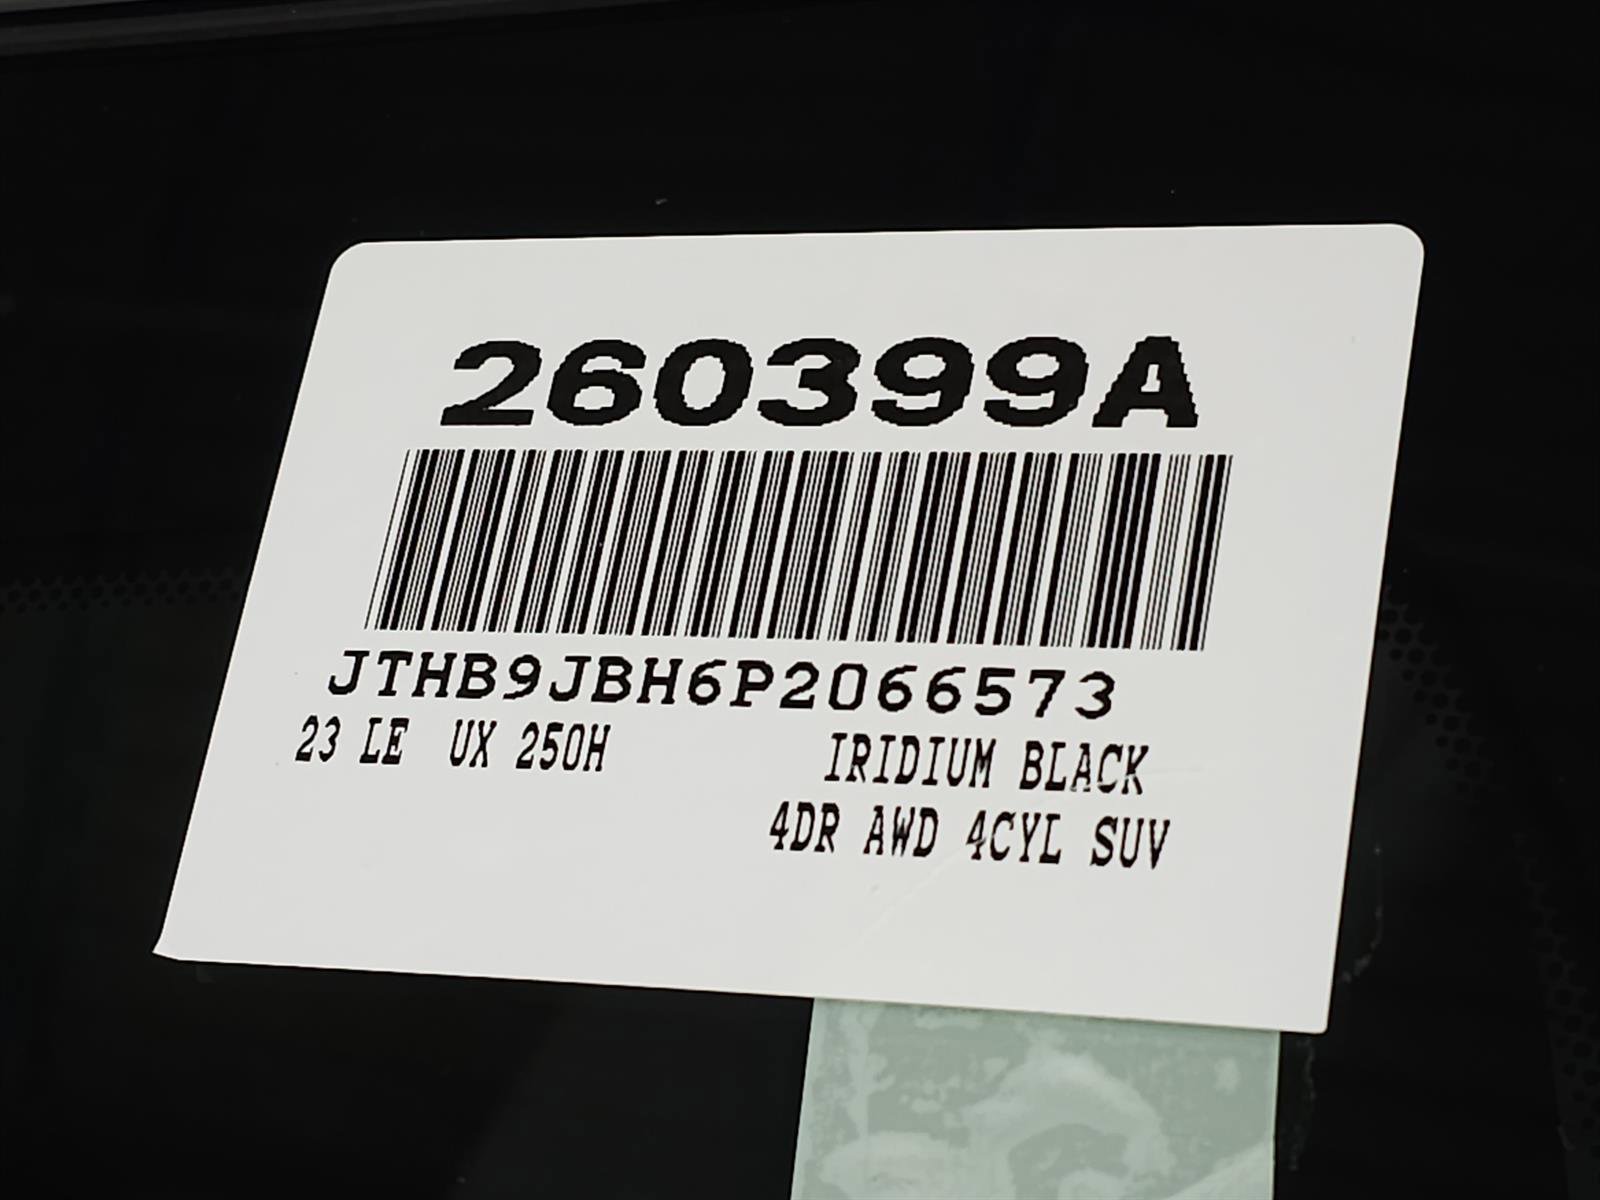 260399A
JTHB9JBH6P2066573
23 LE UX 250H IRIDIUM BLACK
4DR AWD 4CYL SUV